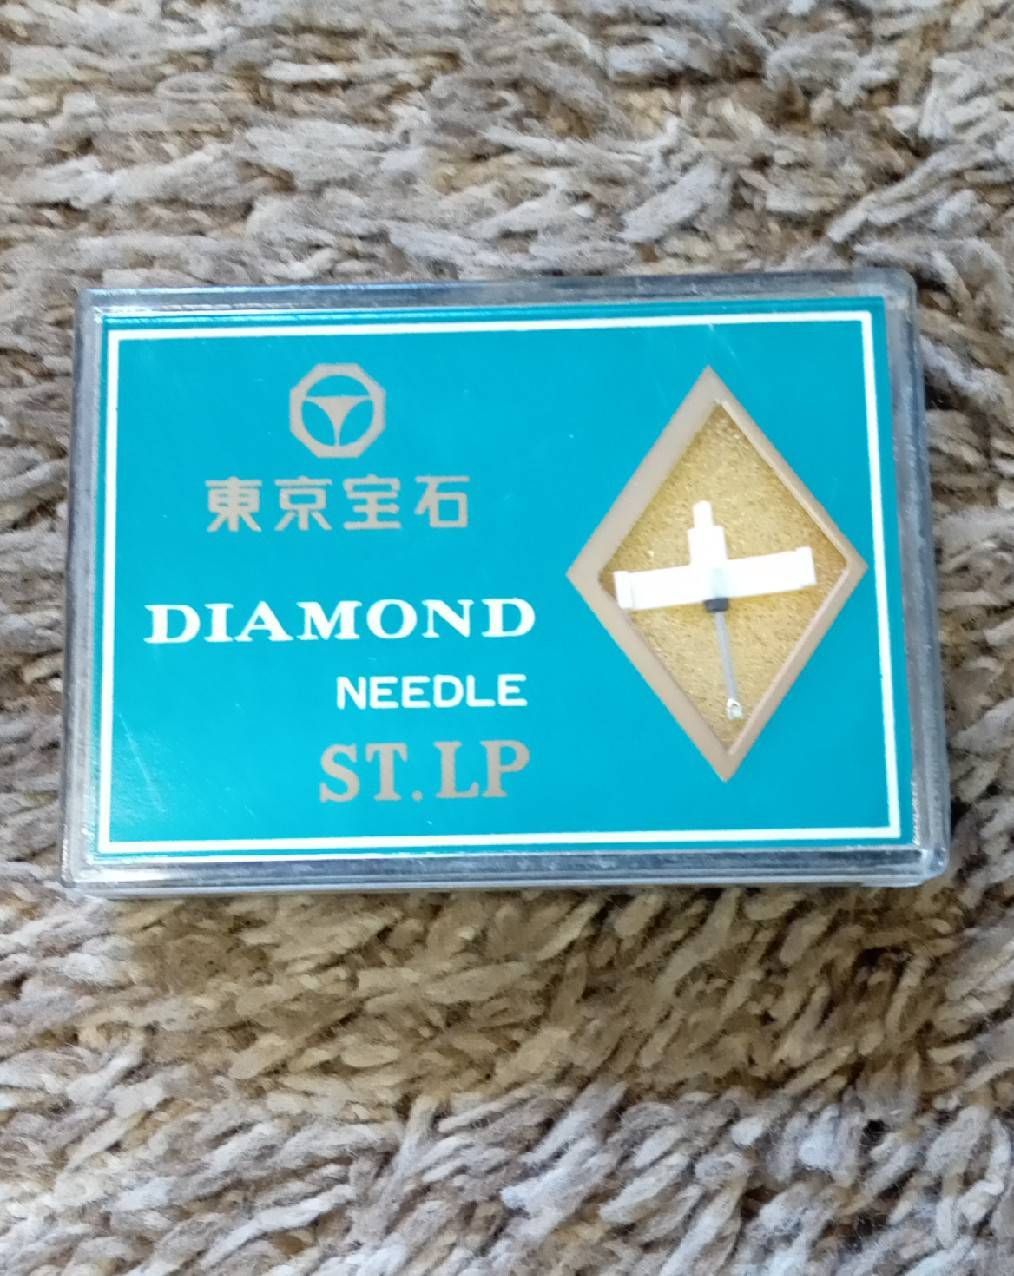 東京宝石
DIAMOND
NEEDLE
ST.LP